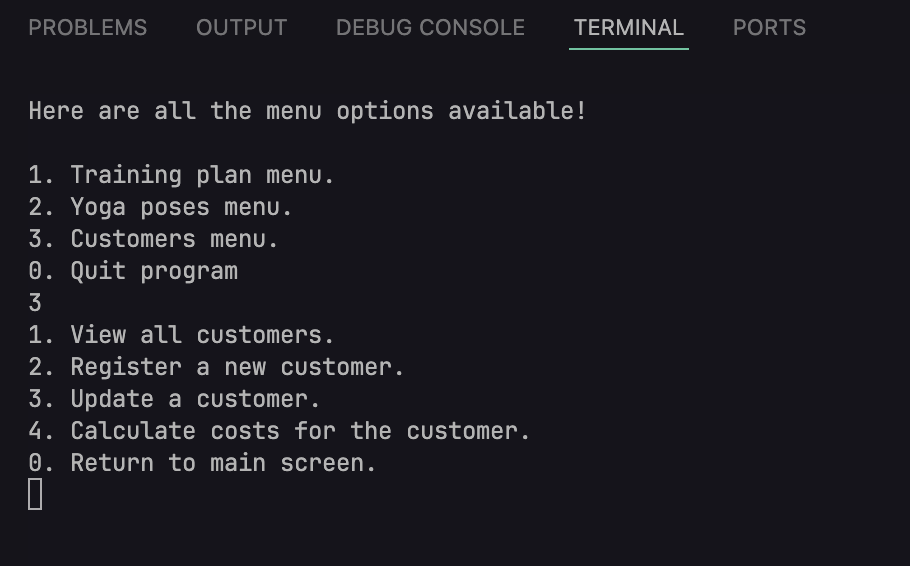 PROBLEMS OUTPUT DEBUG CONSOLE TERMINAL PORTS
Here are all the menu options available!
1. Training plan menu.
2. Yoga poses menu.
3. Customers menu.
0. Quit program
3
1. View all customers.
2. Register a new customer.
3. Update a customer.
4. Calculate costs for the customer.
0. Return to main screen.